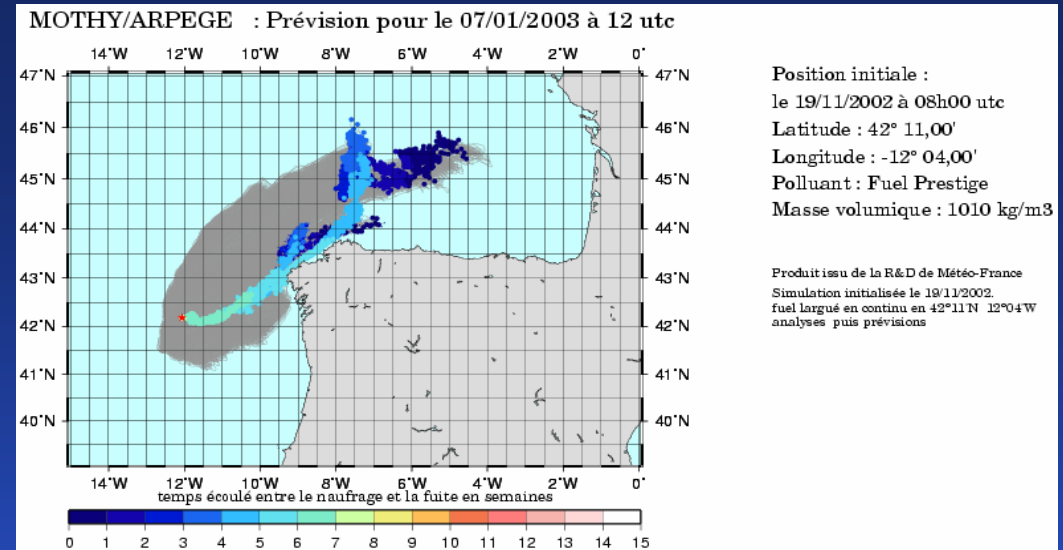 MOTHY/ARPEGE : Prévision pour le 07/01/2003 à 12 utc
14˚W 12˚W 10˚W 8˚W 6˚W 4˚W 2˚W 0˚
47˚N 47˚N
46˚N 46˚N
45˚N 45˚N
44˚N 44˚N
43˚N 43˚N
42˚N 42˚N
41˚N 41˚N
40˚N 40˚N
14˚W 12˚W 10˚W 8˚W 6˚W 4˚W 2˚W 0˚
temps écoulé entre le naufrage et la fuite en semaines
0 1 2 3 4 5 6 7 8 9 10 11 12 13 14 15
Position initiale :
le 19/11/2002 à 08h00 utc
Latitude : 42° 11,00'
Longitude : -12° 04,00'
Polluant : Fuel Prestige
Masse volumique : 1010 kg/m3
Produit issu de la R&D de Météo-France
Simulation initialisée le 19/11/2002.
fuel largué en continu en 42°11'N 12°04'W
analyses puis prévisions